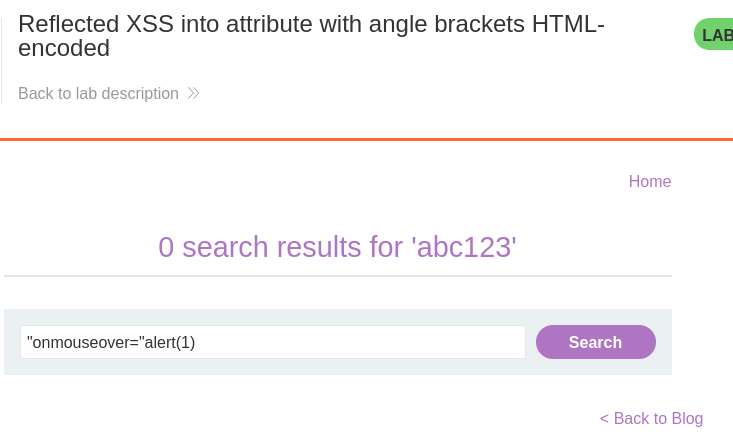 Reflected XSS into attribute with angle brackets HTML-
encoded
LAB
Back to lab description
Home
0 search results for 'abc123'
"onmouseover="alert(1)
Search
< Back to Blog